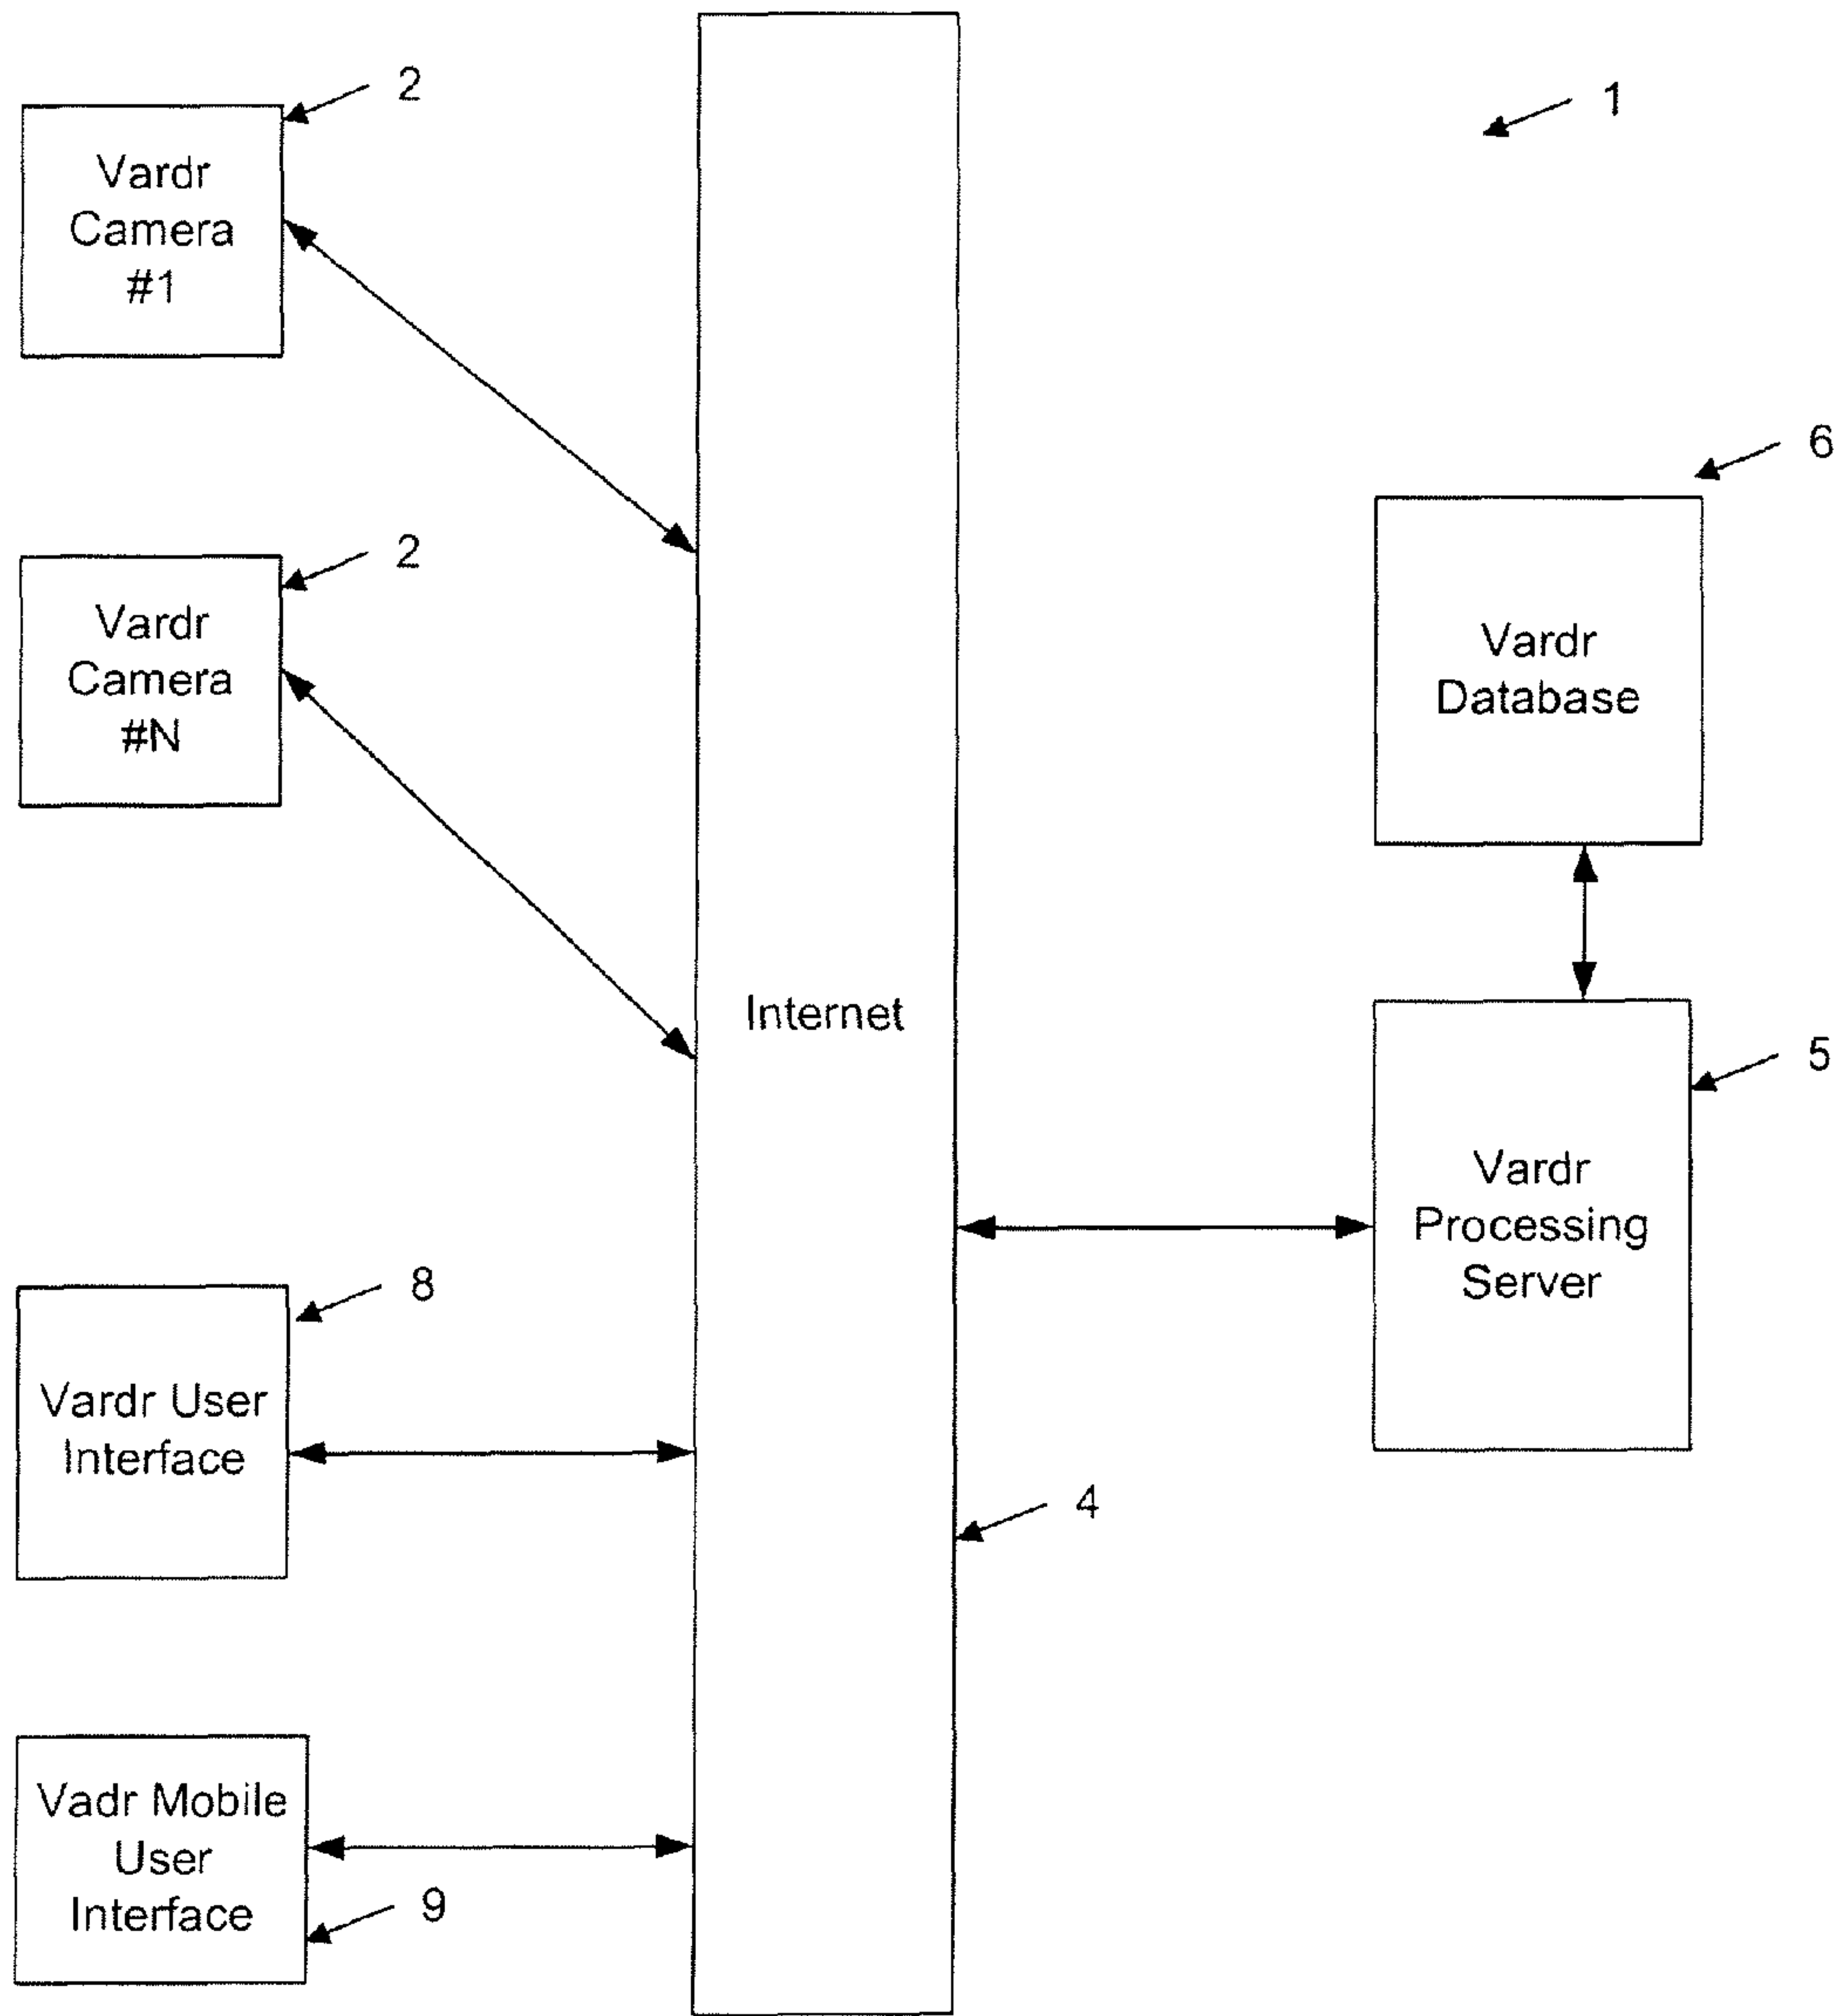 2
1
Vardr
Camera
#1
6
2
Vardr
Camera
#N
Vardr
Database
Internet
5
Vardr
Processing
Server
8
Vardr User
Interface
4
Vadr Mobile
User
Interface
9